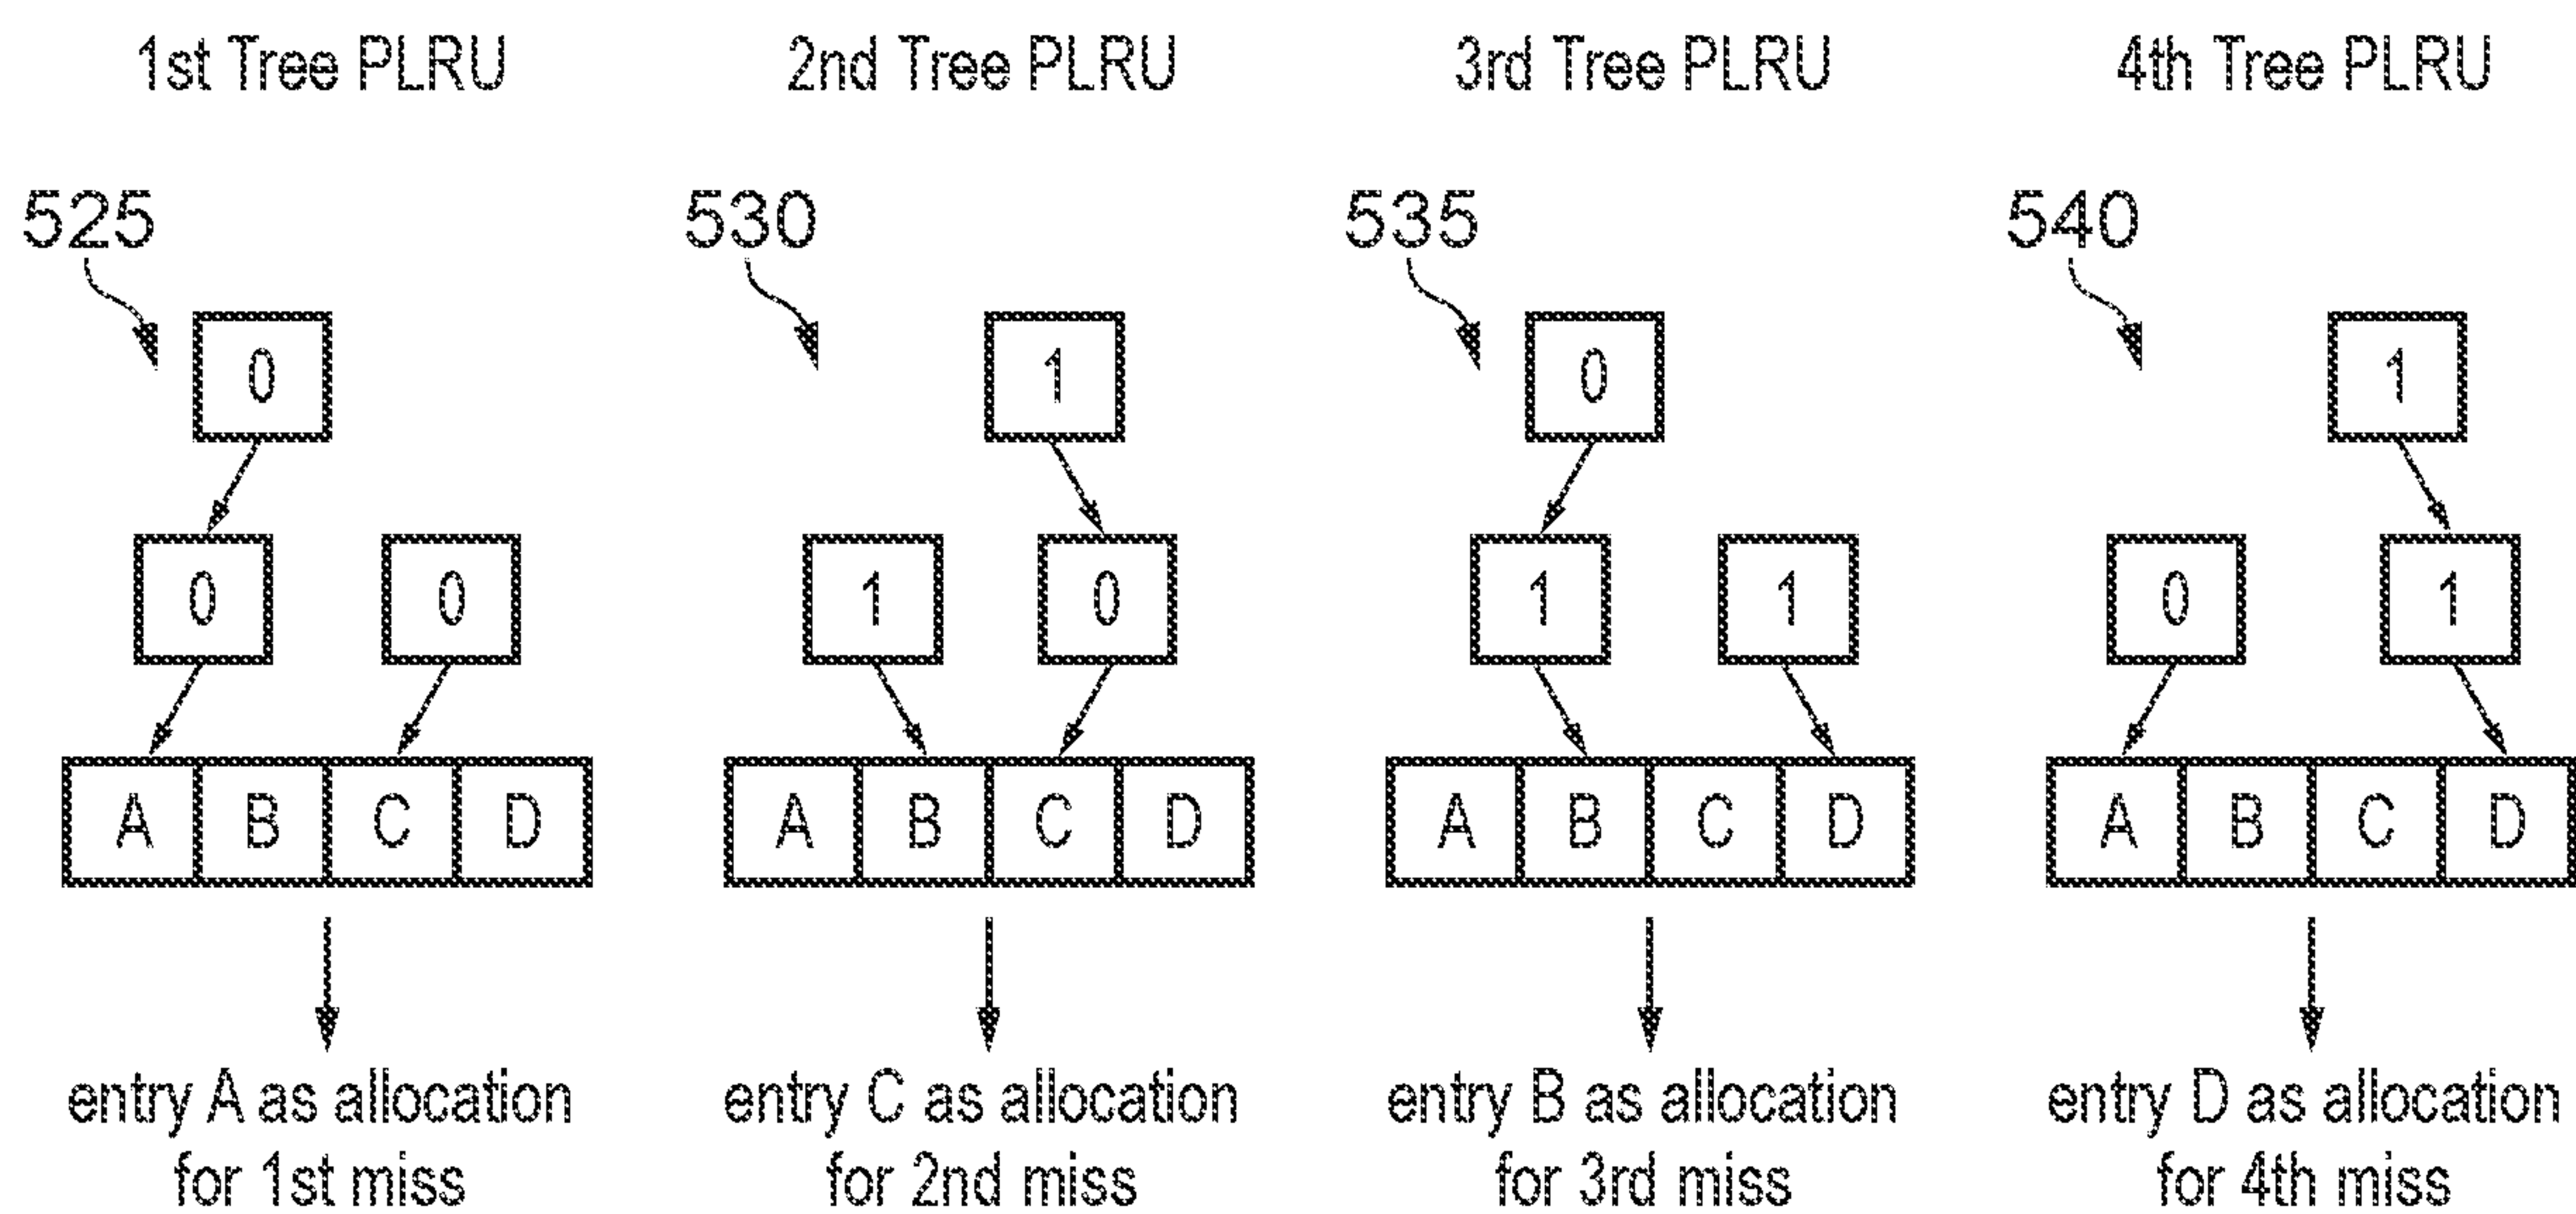 1st Tree PLRU 2nd Tree PLRU 3rd Tree PLRU 4th Tree PLRU
525 530 535 540
0 1 0 1
0 0 1 0 1 1 0 1
A B C D A B C D A B C D A B C D
entry A as allocation entry C as allocation entry B as allocation entry D as allocation
for 1st miss for 2nd miss for 3rd miss for 4th miss